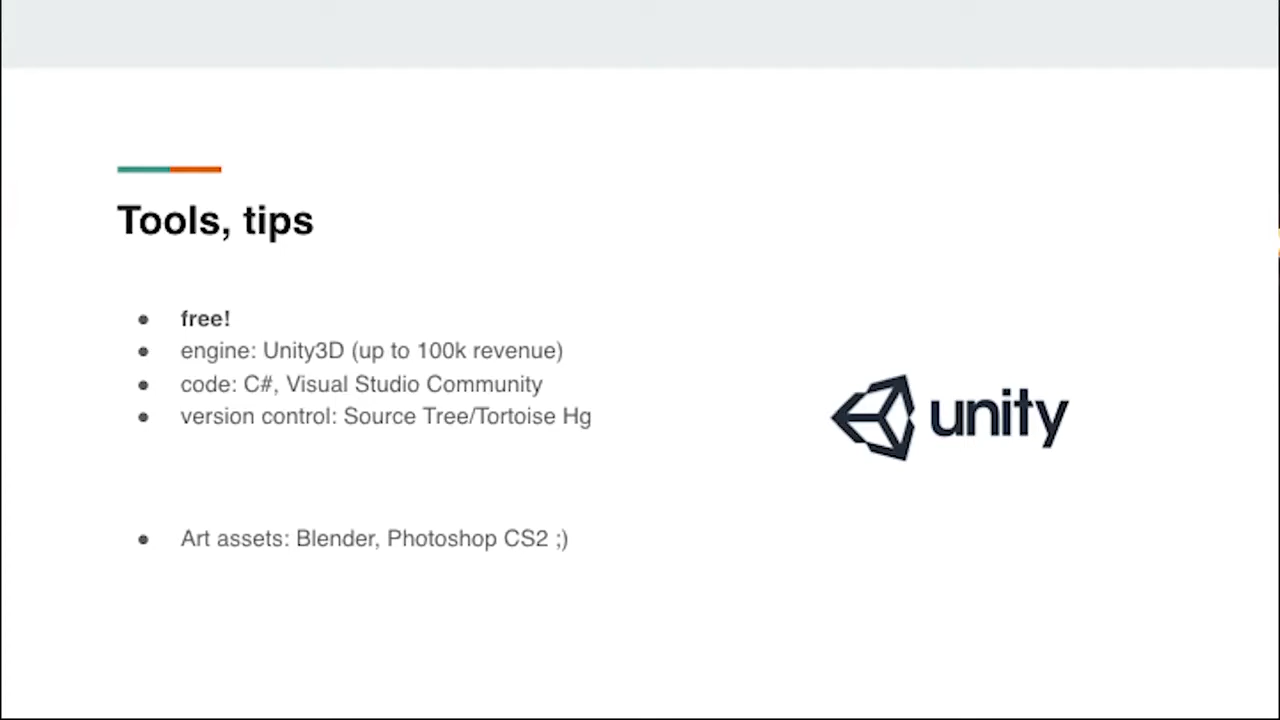 Tools, tips
free!
engine: Unity3D (up to 100k revenue)
code: C#, Visual Studio Community
version control: Source Tree/Tortoise Hg
unity
Art assets: Blender, Photoshop CS2 ;)